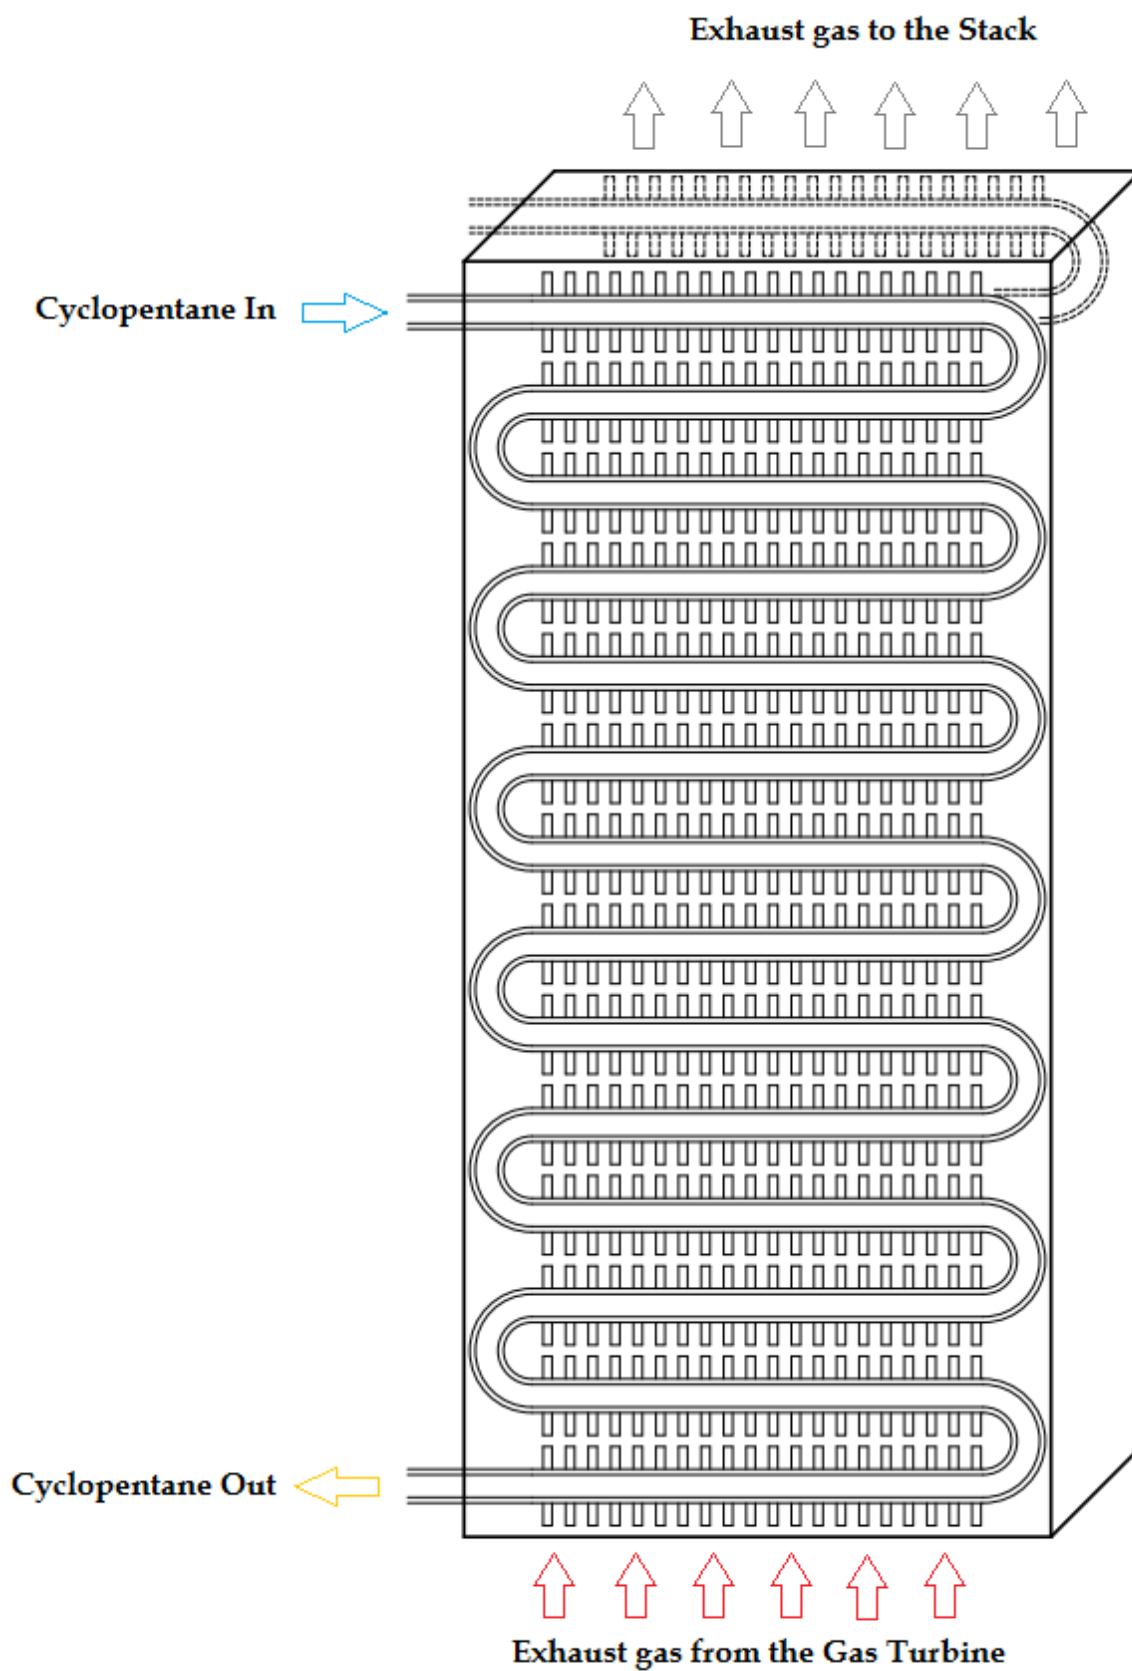 Exhaust gas to the Stack
Cyclopentane In
Cyclopentane Out
Exhaust gas from the Gas Turbine